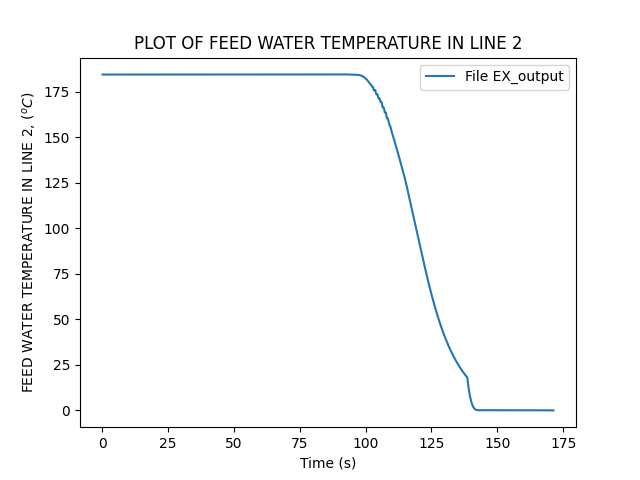 PLOT OF FEED WATER TEMPERATURE IN LINE 2
File EX_output
FEED WATER TEMPERATURE IN LINE 2, (°C)
175
150
125
100
75
50
25
0
0 25 50 75 100 125 150 175
Time (s)